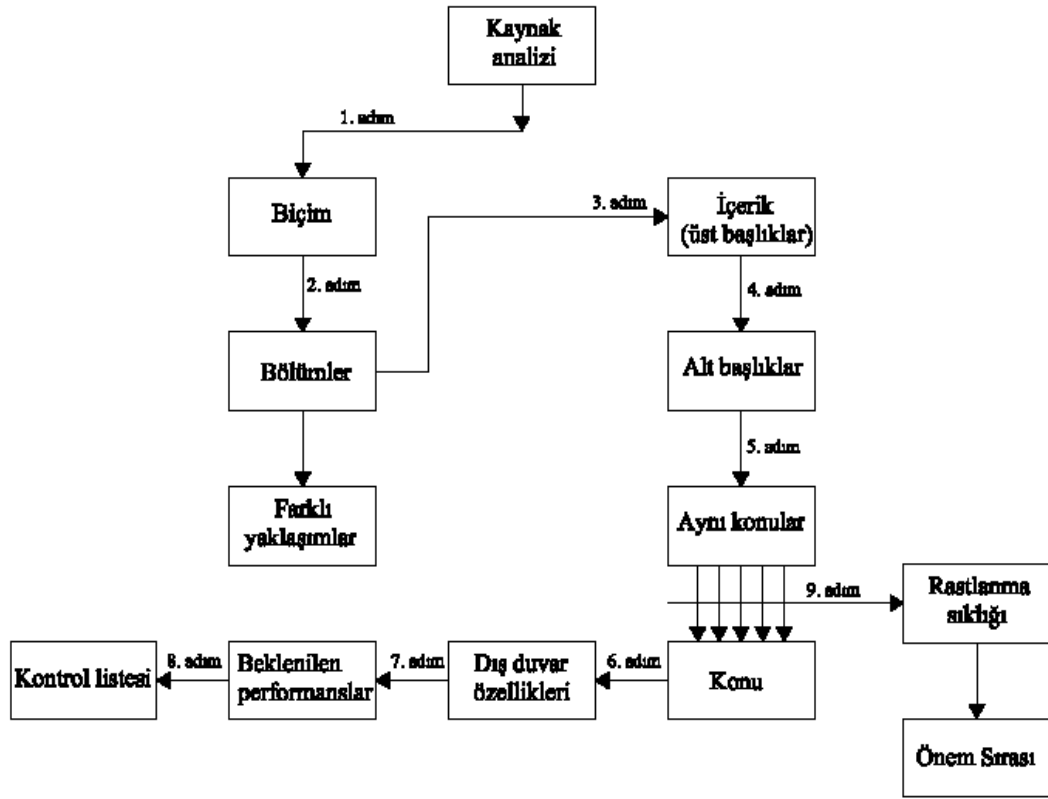 Kaynak
analizi
1. adım
Biçim
2. adım
3. adım
İçerik
(üst başlıklar)
4. adım
Bölümler
Alt başlıklar
5. adım
Farklı
yaklaşımlar
Aynı konular
9. adım
Rastlanma
sıklığı
Kontrol listesi
8. adım
Beklenilen
performanslar
7. adım
Dış duvar
özellikleri
6. adım
Konu
Önem Sırası